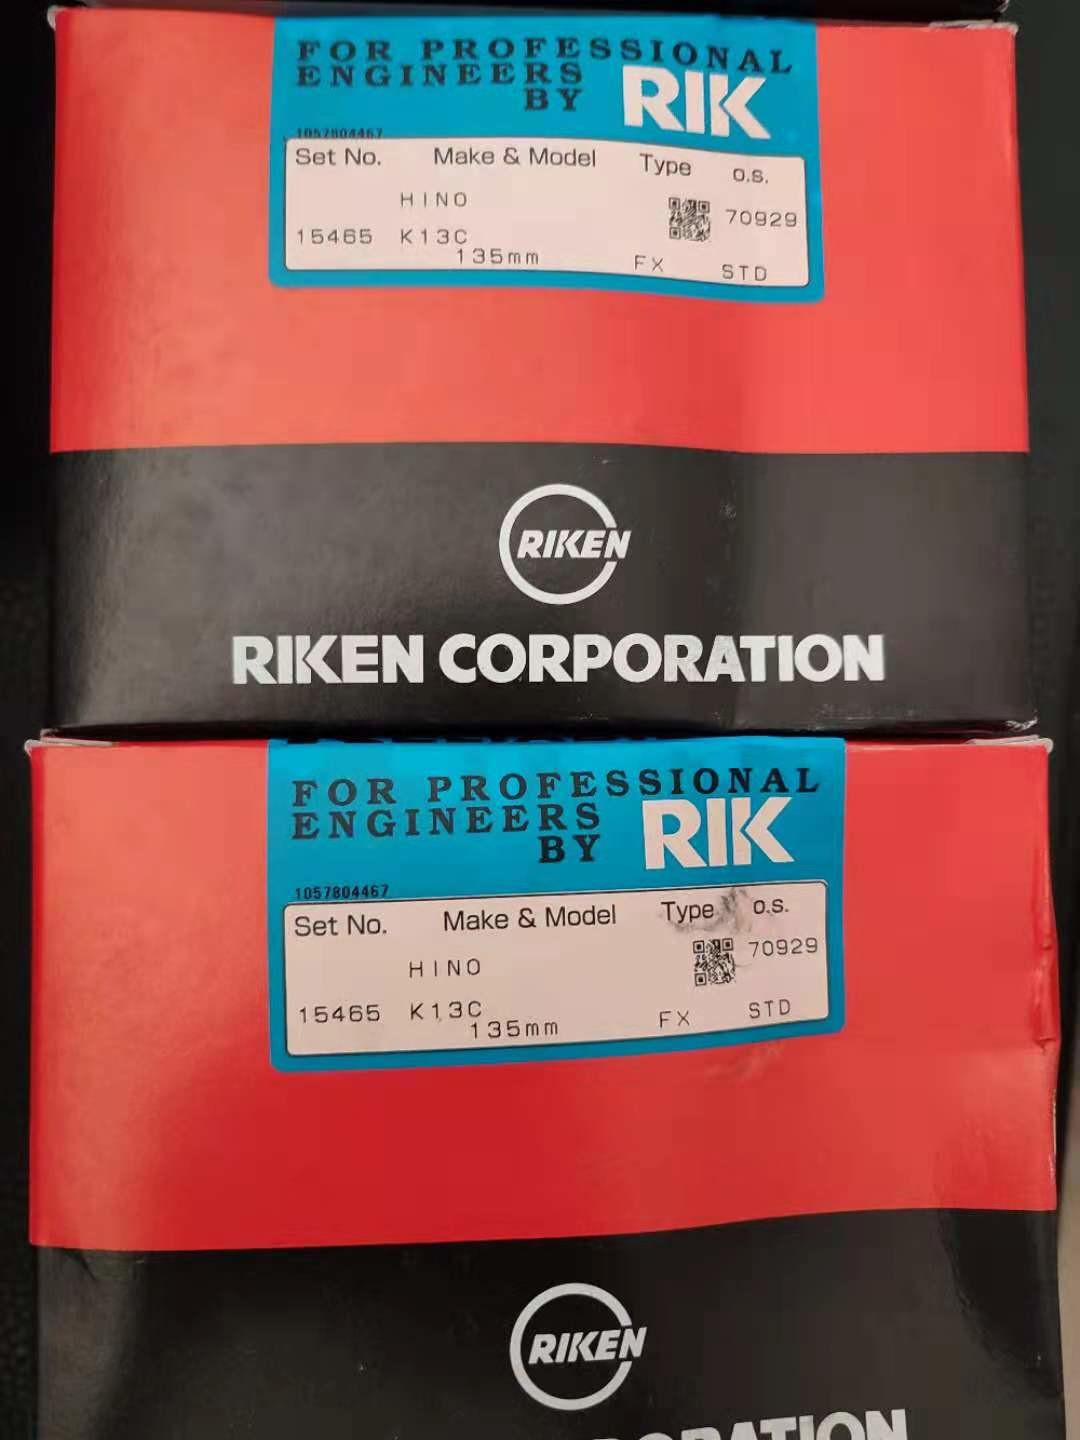 FOR PROFESSIONAL
ENGINEERS
BY RIK
1057804467
Set No. Make & Model Type o.s.
HINO 70929
15465 K13C
135mm FX STD
RIKEN
RIKEN CORPORATION
FOR PROFESSIONAL
ENGINEERS
BY RIK
1057804467
Set No. Make & Model Type o.s.
HINO 70929
15465 K13C
135mm FX STD
RIKEN